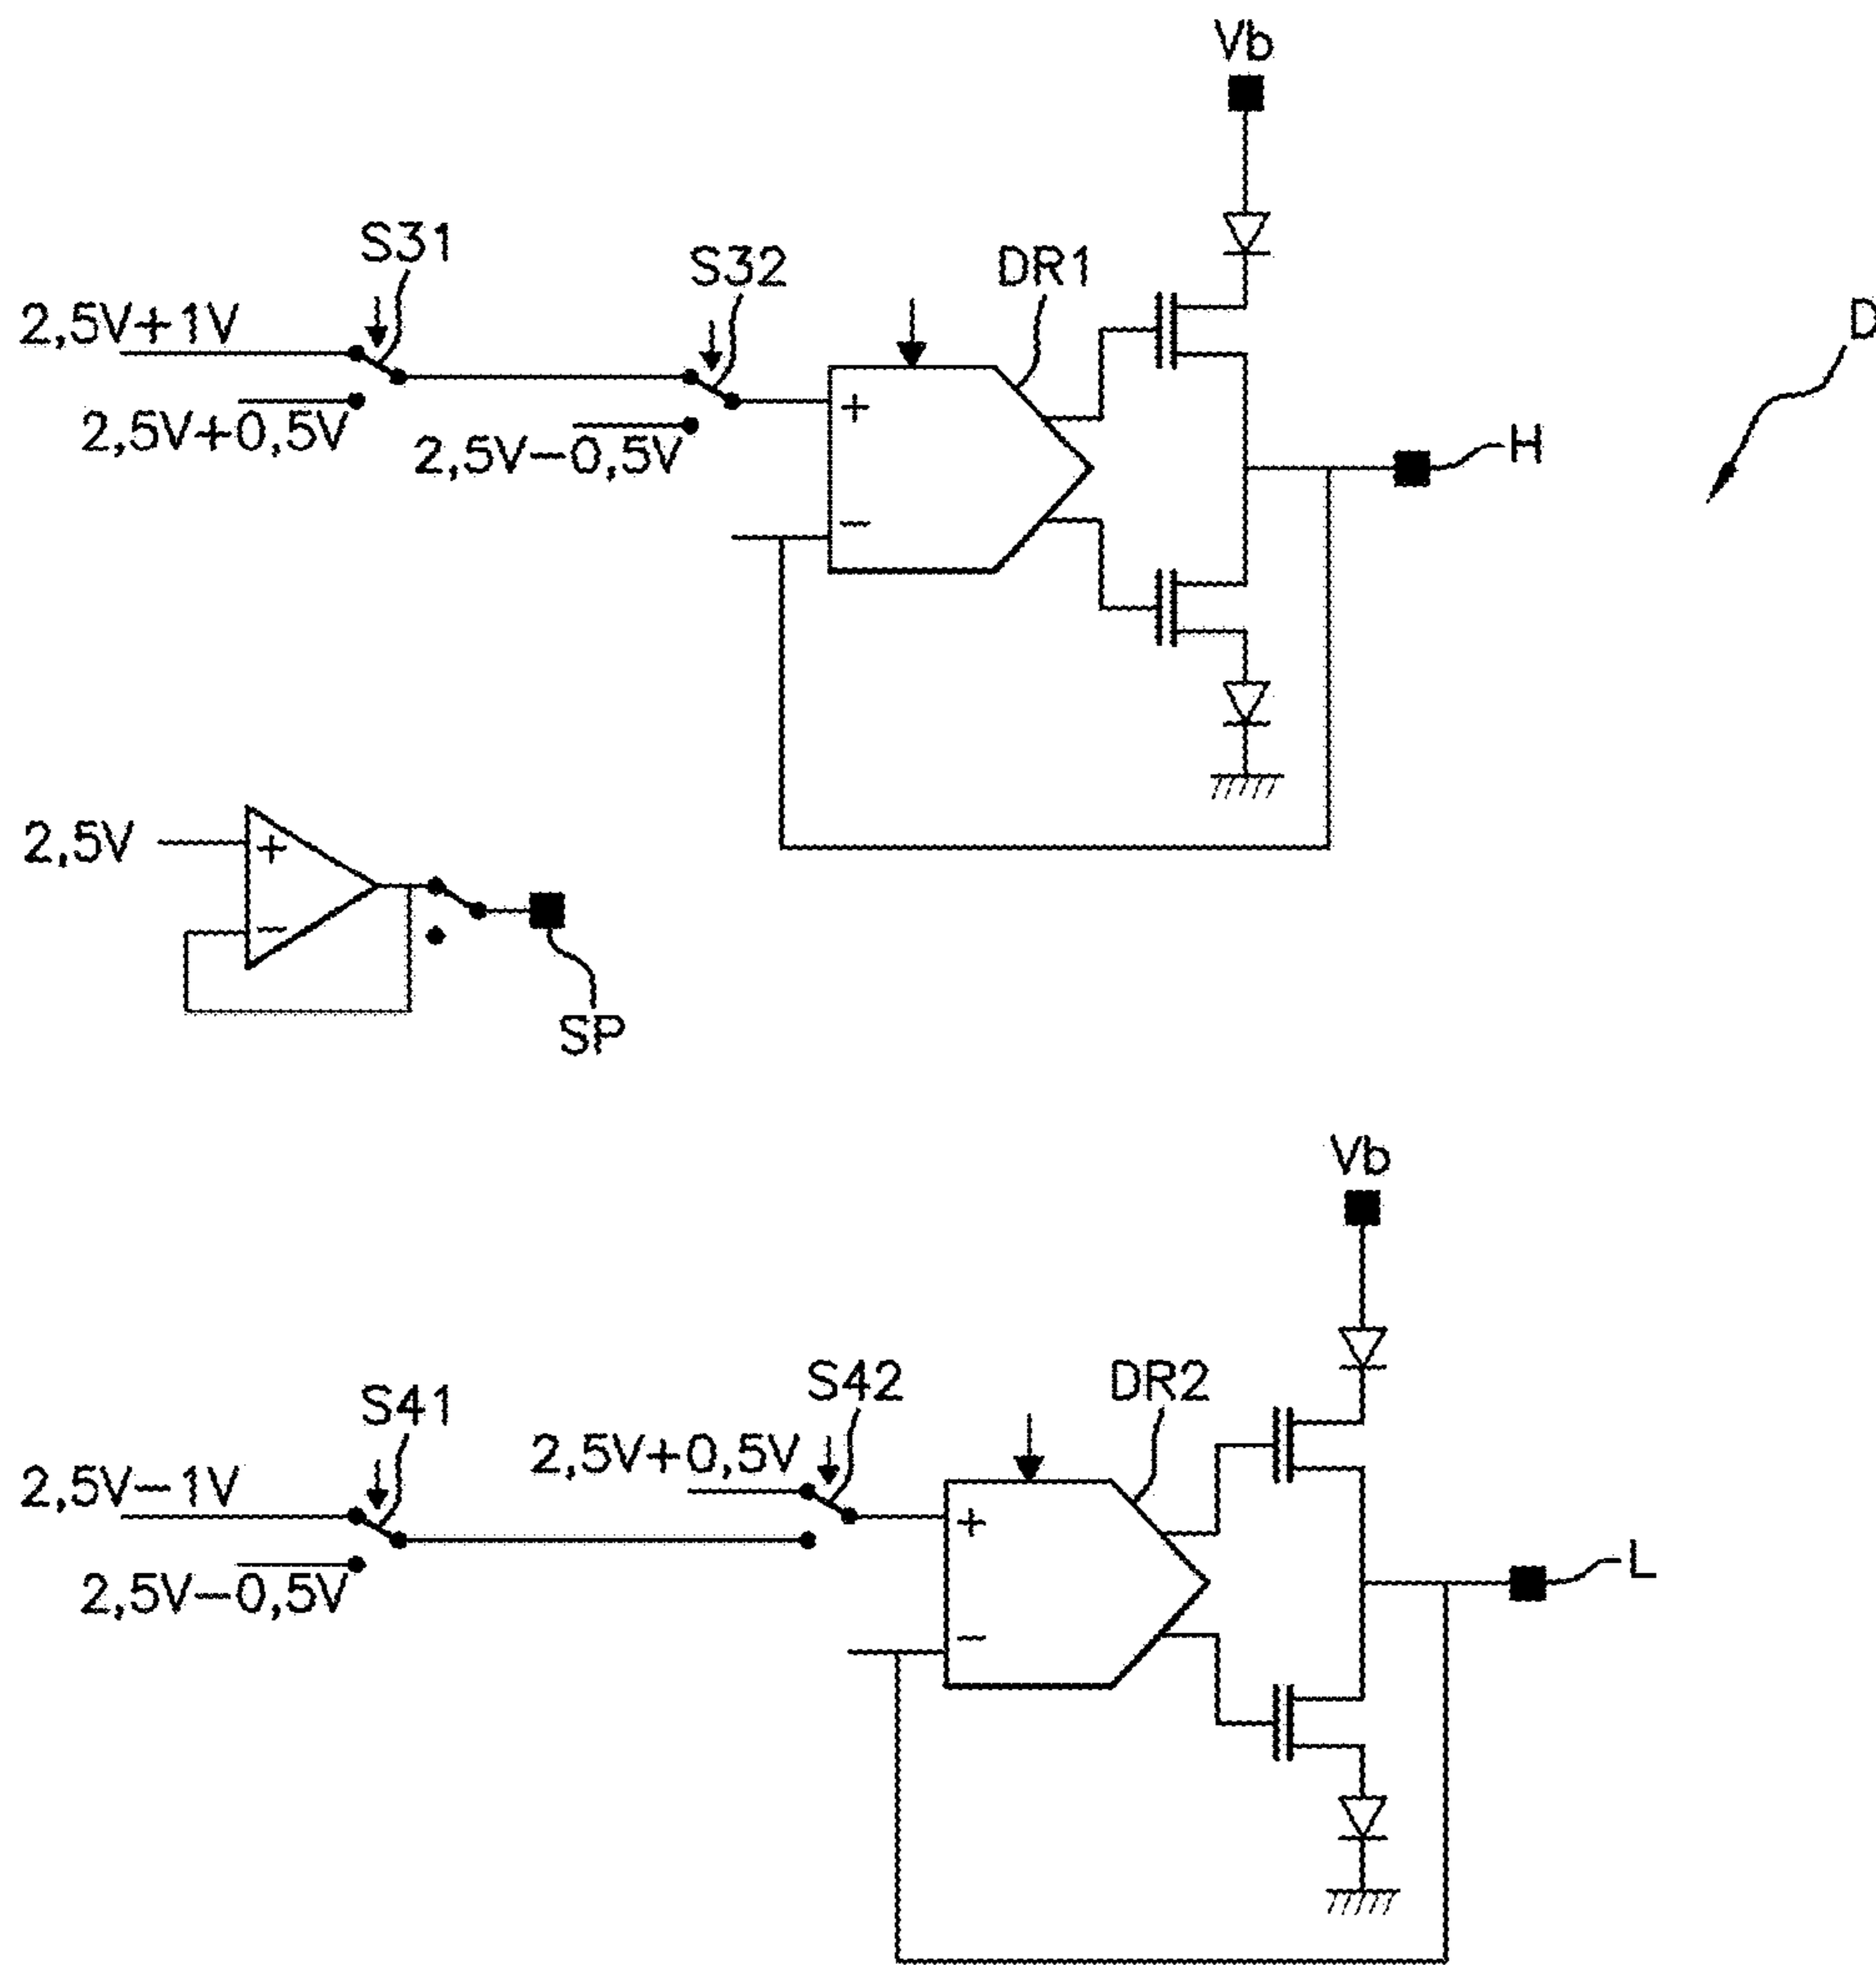 Vb
S31
S32
DR1
D
2,5V+1V
2,5V+0,5V
2,5V-0,5V
+
-
H
2,5V
+
-
SP
Vb
S41
S42
DR2
2,5V+0,5V
2,5V-1V
2,5V-0,5V
+
-
L